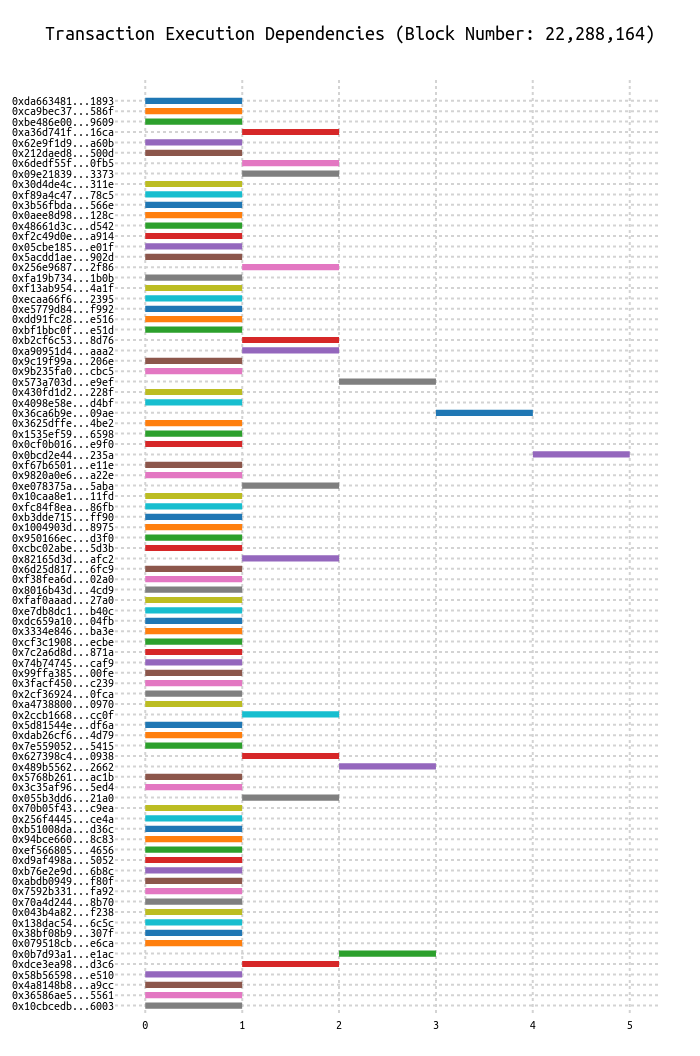 Transaction Execution Dependencies (Block Number: 22,288,164)
0xda663481...1893
0xca9bec37...586f
0xbe486e00...9609
0xa36d741f...16ca
0x62e9f1d9...a60b
0x212daed8...500d
0x6dedf55f...0fb5
0x09e21839...3373
0x30d4de4c...311e
0xf89a4c47...78c5
0x3b56fbda...566e
0x0aee8d98...128c
0x48661d3c...d542
0xf2c49d0e...a914
0x05cbe185...e01f
0x5acdd1ae...902d
0x256e9687...2f86
0xfa19b734...1b0b
0xf13ab954...4a1f
0xecaa66f6...2395
0xe5779d84...f992
0xdd91fc28...e516
0xbf1bbc0f...e51d
0xb2cf6c53...8d76
0xa90951d4...aaa2
0x9c19f99a...206e
0x9b235fa0...cbc5
0x573a703d...e9ef
0x430fd1d2...228f
0x4098e58e...d4bf
0x36ca6b9e...09ae
0x3625dffe...4be2
0x1535ef59...6598
0x0cf0b016...e9f0
0x0bcd2e44...235a
0xf67b6501...e11e
0x9820a0e6...a22e
0xe078375a...5aba
0x10caa8e1...11fd
0xfc84f8ea...86fb
0xb3dde715...ff90
0x1004903d...8975
0x950166ec...d3f0
0xcbc02abe...5d3b
0x82165d3d...afc2
0x6d25d817...6fc9
0xf38fea6d...02a0
0x8016b43d...4cd9
0xfaf0aaad...27a0
0xe7db8dc1...b40c
0xdc659a10...04fb
0x3334e846...ba3e
0xcf3c1908...ecbe
0x7c2a6d8d...871a
0x74b74745...caf9
0x99ffa385...00fe
0x3facf450...c239
0x2cf36924...0fca
0xa4738800...0970
0x2ccb1668...cc0f
0x5d81544e...df6a
0xdab26cf6...4d79
0x7e559052...5415
0x627398c4...0938
0x489b5562...2662
0x5768b261...ac1b
0x3c35af96...5ed4
0x055b3dd6...21a0
0x70b05f43...c9ea
0x256f4445...ce4a
0xb51008da...d36c
0x94bce660...8c83
0xef566805...4656
0xd9af498a...5052
0xb76e2e9d...6b8c
0xabdb0949...f80f
0x7592b331...fa92
0x70a4d244...8b70
0x043b4a82...f238
0x138dac54...6c5c
0x38bf08b9...307f
0x079518cb...e6ca
0x0b7d93a1...e1ac
0xdce3ea98...d3c6
0x58b56598...e510
0x4a8148b8...a9cc
0x36586ae5...5561
0x10cbcedb...6003
0 1 2 3 4 5